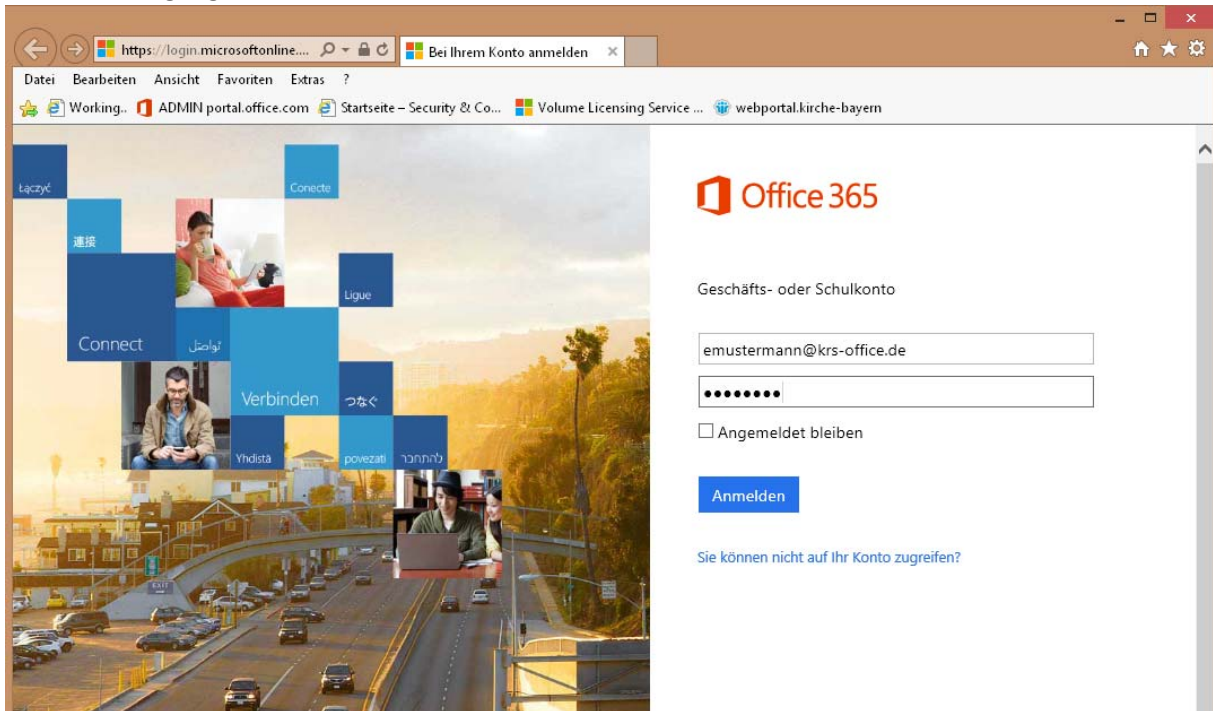 https://login.microsoftonline....
Bei Ihrem Konto anmelden
Datei Bearbeiten Ansicht Favoriten Extras ?
Working.. ADMIN portal.office.com Startseite – Security & Co... Volume Licensing Service ... webportal.kirche-bayern
Łączyć
Conecte
連接
Ligue
Connect
تواصل
Verbinden
つなぐ
Yhdistä
povezati
להתחבר
EXIT
Office 365
Geschäfts- oder Schulkonto
emustermann@krs-office.de
Angemeldet bleiben
Anmelden
Sie können nicht auf Ihr Konto zugreifen?